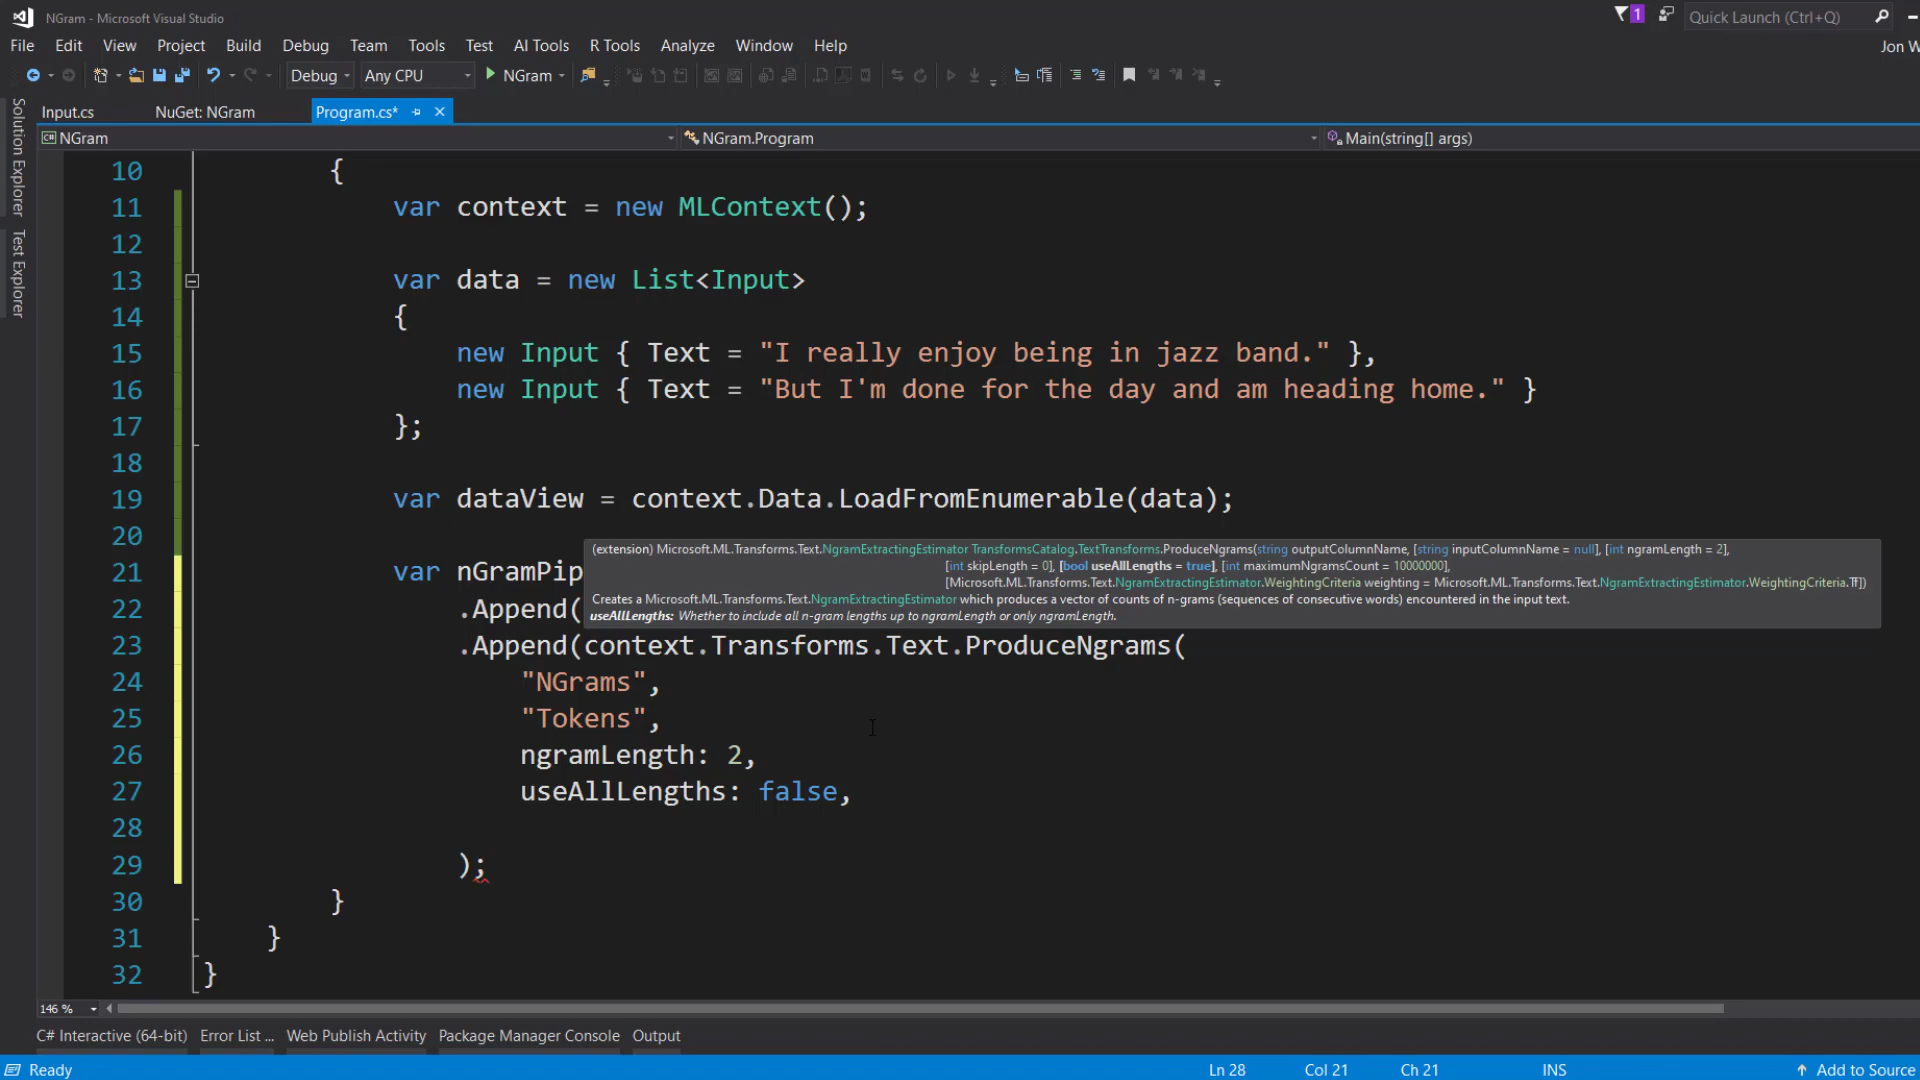 NGram - Microsoft Visual Studio
1
Quick Launch (Ctrl+Q)
File Edit View Project Build Debug Team Tools Test AI Tools R Tools Analyze Window Help
Jon W
Debug Any CPU NGram
Solution Explorer
Test Explorer
Input.cs NuGet: NGram Program.cs*
C# NGram NGram.Program Main(string[] args)
10 {
11 var context = new MLContext();
12
13 var data = new List<Input>
14 {
15 new Input { Text = "I really enjoy being in jazz band." },
16 new Input { Text = "But I'm done for the day and am heading home." }
17 };
18
19 var dataView = context.Data.LoadFromEnumerable(data);
20
(extension) Microsoft.ML.Transforms.Text.NgramExtractingEstimator TransformsCatalog.TextTransforms.ProduceNgrams(string outputColumnName, [string inputColumnName = null], [int ngramLength = 2],
[int skipLength = 0], [bool useAllLengths = true], [int maximumNgramsCount = 10000000],
[Microsoft.ML.Transforms.Text.NgramExtractingEstimator.WeightingCriteria weighting = Microsoft.ML.Transforms.Text.NgramExtractingEstimator.WeightingCriteria.Tf])
Creates a Microsoft.ML.Transforms.Text.NgramExtractingEstimator which produces a vector of counts of n-grams (sequences of consecutive words) encountered in the input text.
useAllLengths: Whether to include all n-gram lengths up to ngramLength or only ngramLength.
21 var nGramPip
22 .Append(
23 .Append(context.Transforms.Text.ProduceNgrams(
24 "NGrams",
25 "Tokens",
26 ngramLength: 2,
27 useAllLengths: false,
28
29 );
30 }
31 }
32 }
146 %
C# Interactive (64-bit) Error List ... Web Publish Activity Package Manager Console Output
Ready Ln 28 Col 21 Ch 21 INS Add to Source